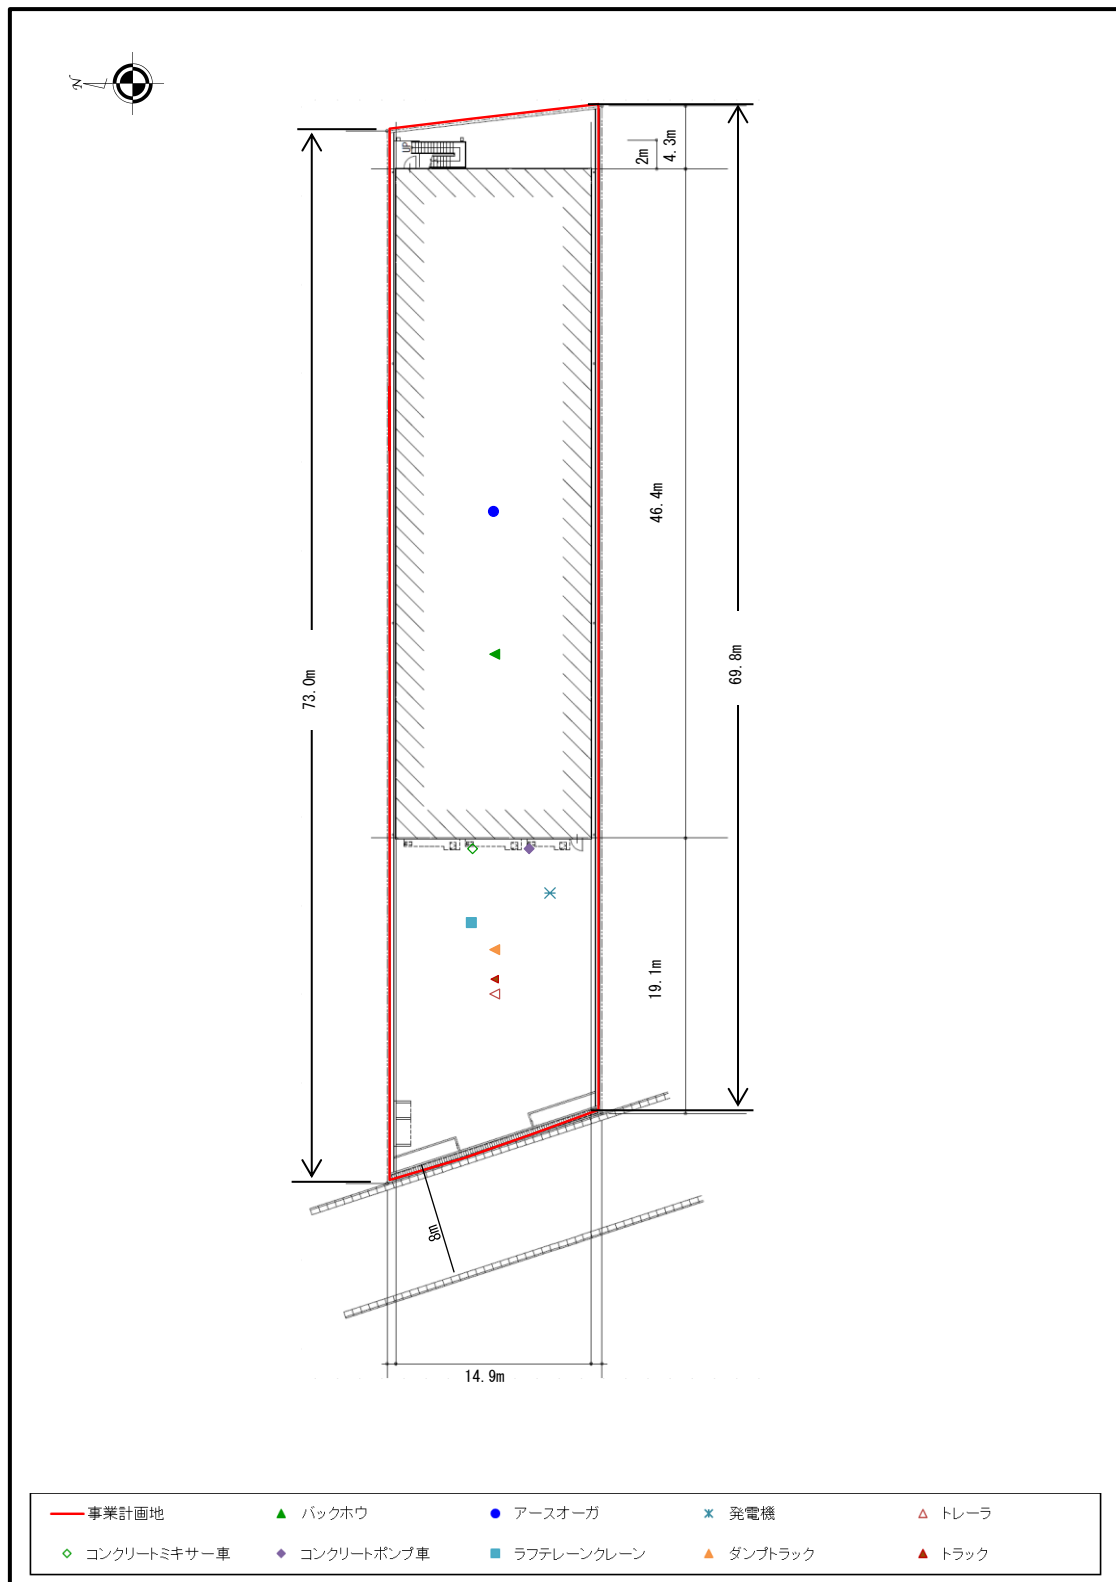 N
UP
2m
4.3m
46.4m
73.0m
69.8m
19.1m
8m
14.9m
事業計画地 バックホウ アースオーガ 発電機 トレーラ
コンクリートミキサー車 コンクリートポンプ車 ラフテレーンクレーン ダンプトラック トラック